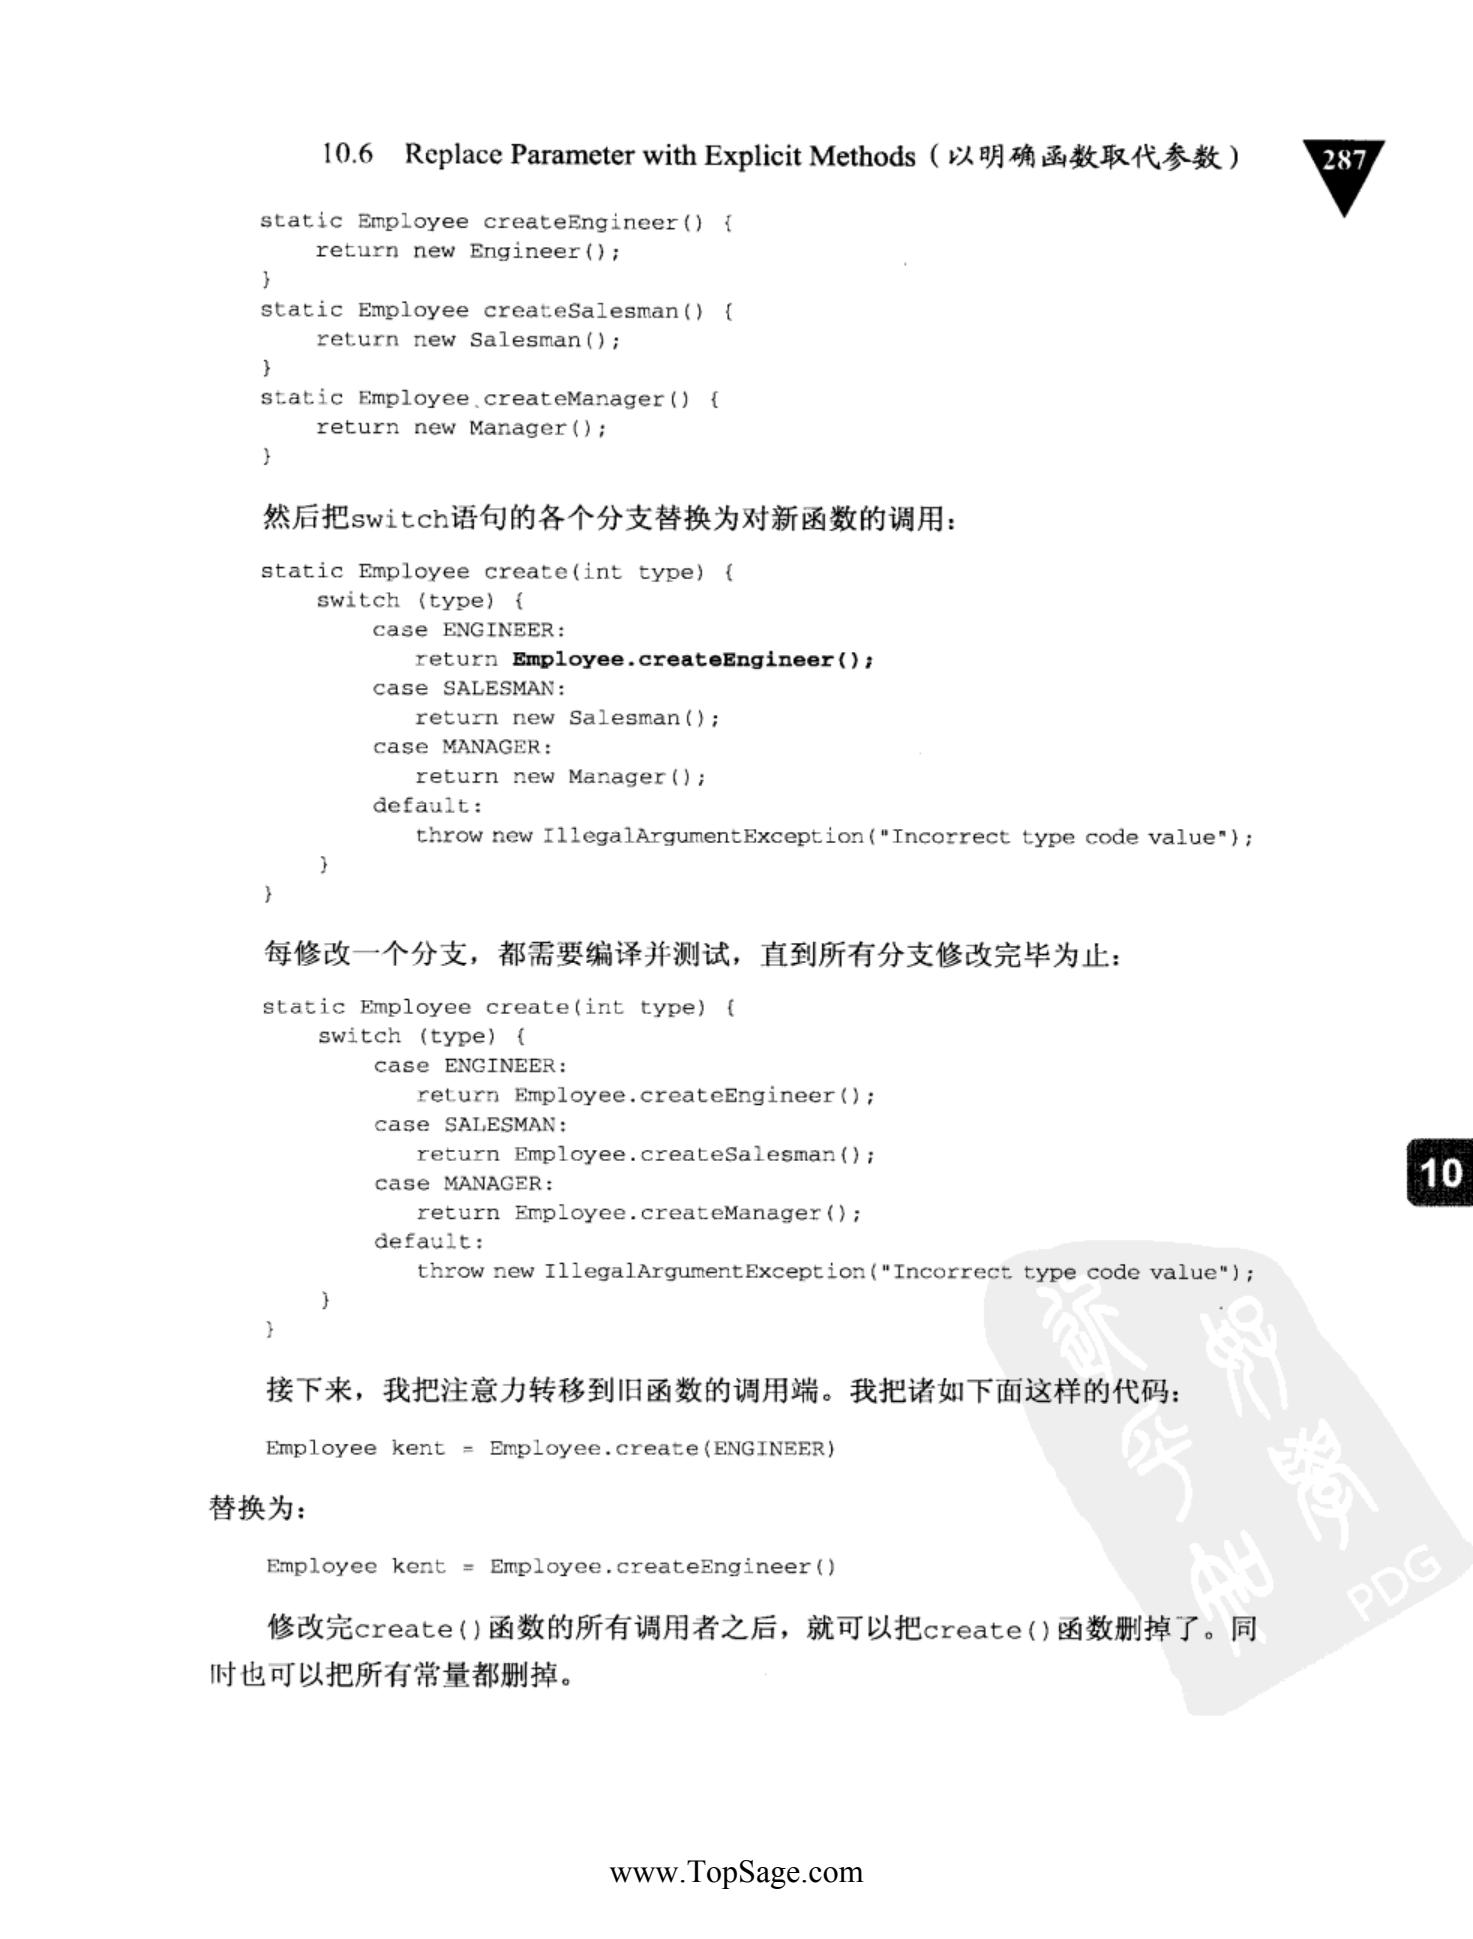 10.6 Replace Parameter with Explicit Methods（以明确函数取代参数）
287
static Employee createEngineer() {
    return new Engineer();
}
static Employee createSalesman() {
    return new Salesman();
}
static Employee createManager() {
    return new Manager();
}
然后把switch语句的各个分支替换为对新函数的调用：
static Employee create(int type) {
    switch (type) {
        case ENGINEER:
           return Employee.createEngineer();
        case SALESMAN:
           return new Salesman();
        case MANAGER:
           return new Manager();
        default:
           throw new IllegalArgumentException("Incorrect type code value");
    }
}
每修改一个分支，都需要编译并测试，直到所有分支修改完毕为止：
static Employee create(int type) {
    switch (type) {
        case ENGINEER:
           return Employee.createEngineer();
        case SALESMAN:
           return Employee.createSalesman();
        case MANAGER:
           return Employee.createManager();
        default:
           throw new IllegalArgumentException("Incorrect type code value");
    }
}
10
接下来，我把注意力转移到旧函数的调用端。我把诸如下面这样的代码：
Employee kent = Employee.create(ENGINEER)
替换为：
Employee kent = Employee.createEngineer()
修改完create()函数的所有调用者之后，就可以把create()函数删掉了。同
时也可以把所有常量都删掉。
PDG
www.TopSage.com